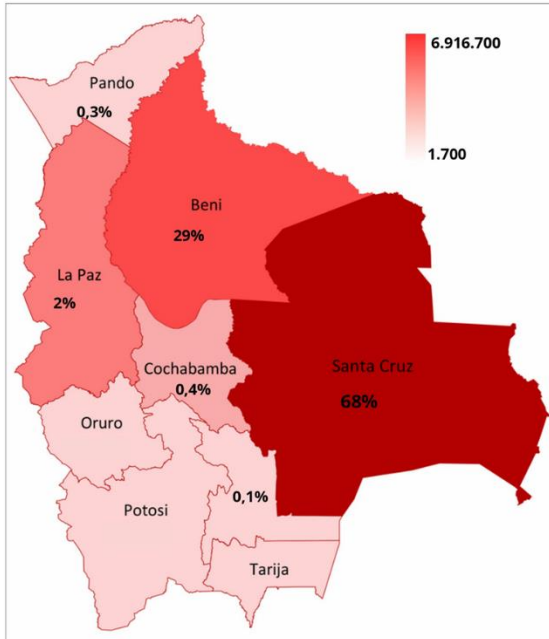 6.916.700
1.700
Pando
0,3%
Beni
29%
La Paz
2%
Cochabamba
0,4%
Santa Cruz
68%
Oruro
0,1%
Potosi
Tarija